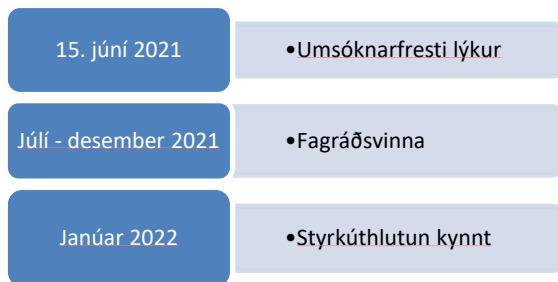 15. júní 2021
•Umsóknarfresti lýkur
Júlí - desember 2021
•Fagráðsvinna
Janúar 2022
•Styrkúthlutun kynnt